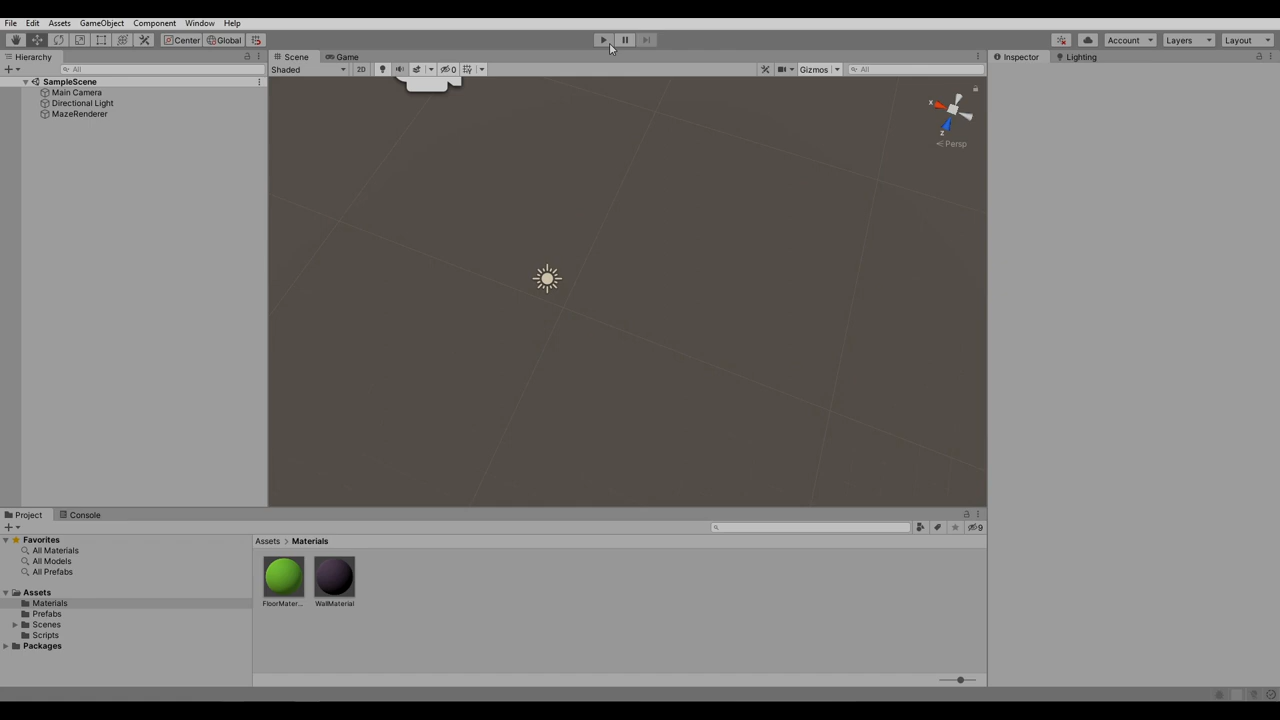 File Edit Assets GameObject Component Window Help
Center Global Account Layers Layout
Hierarchy Scene Game Inspector Lighting
All Shaded 2D 0 Gizmos All
SampleScene
Main Camera
Directional Light
MazeRenderer
x
z
Persp
Project Console
9
Favorites
All Materials
All Models
All Prefabs
Assets
Materials
Prefabs
Scenes
Scripts
Packages
Assets > Materials
FloorMater... WallMaterial